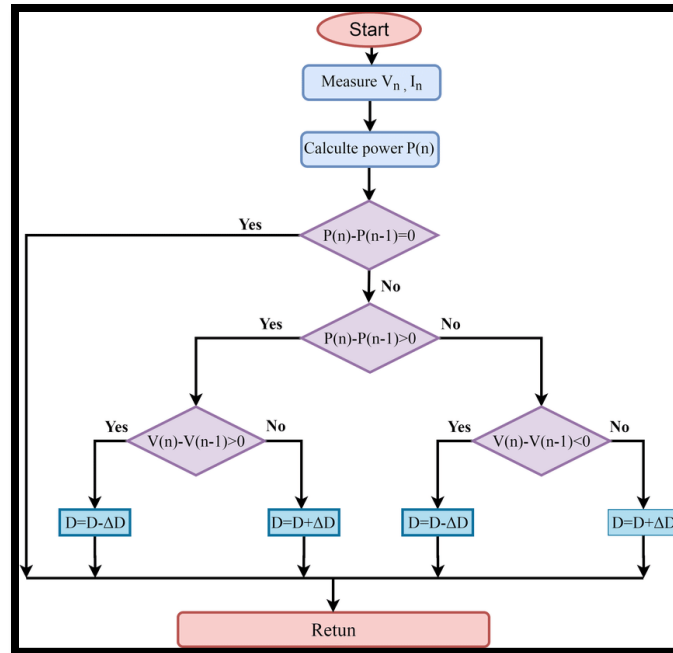 Start
Measure Vn , In
Calculte power P(n)
Yes
P(n)-P(n-1)=0
No
Yes
P(n)-P(n-1)>0
No
Yes
V(n)-V(n-1)>0
No
Yes
V(n)-V(n-1)<0
No
D=D-ΔD
D=D+ΔD
D=D-ΔD
D=D+ΔD
Retun